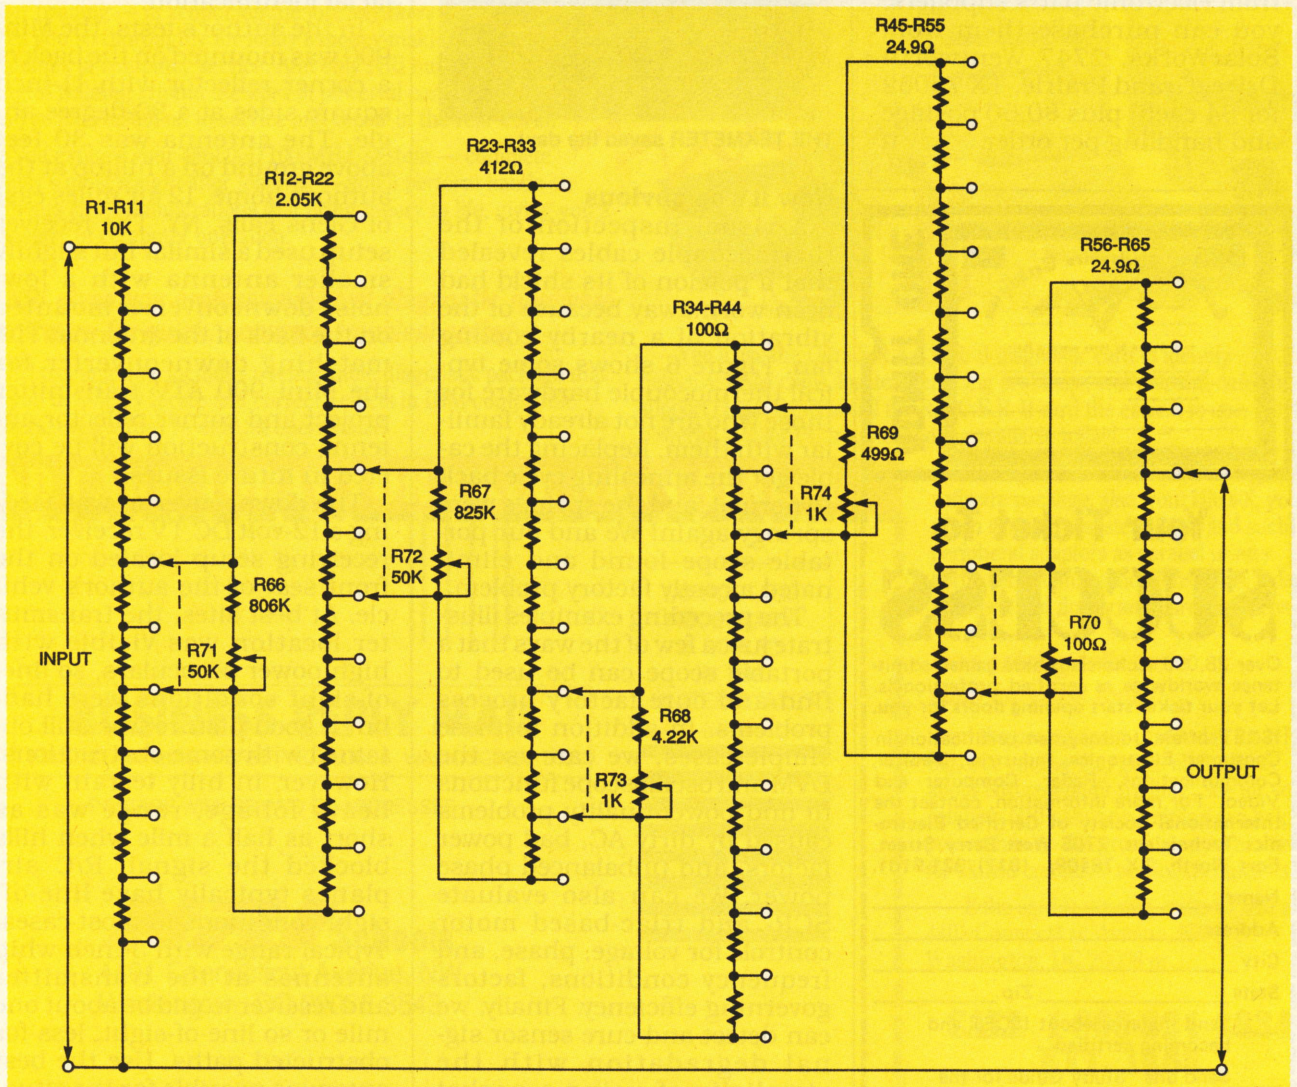 R45-R55
24.9Ω
R23-R33
412Ω
R12-R22
2.05K
R1-R11
10K
R56-R65
24.9Ω
R34-R44
100Ω
R69
499Ω
R67
825K
R74
1K
R72
50K
R66
806K
R70
100Ω
R71
50K
INPUT
R68
4.22K
R73
1K
OUTPUT